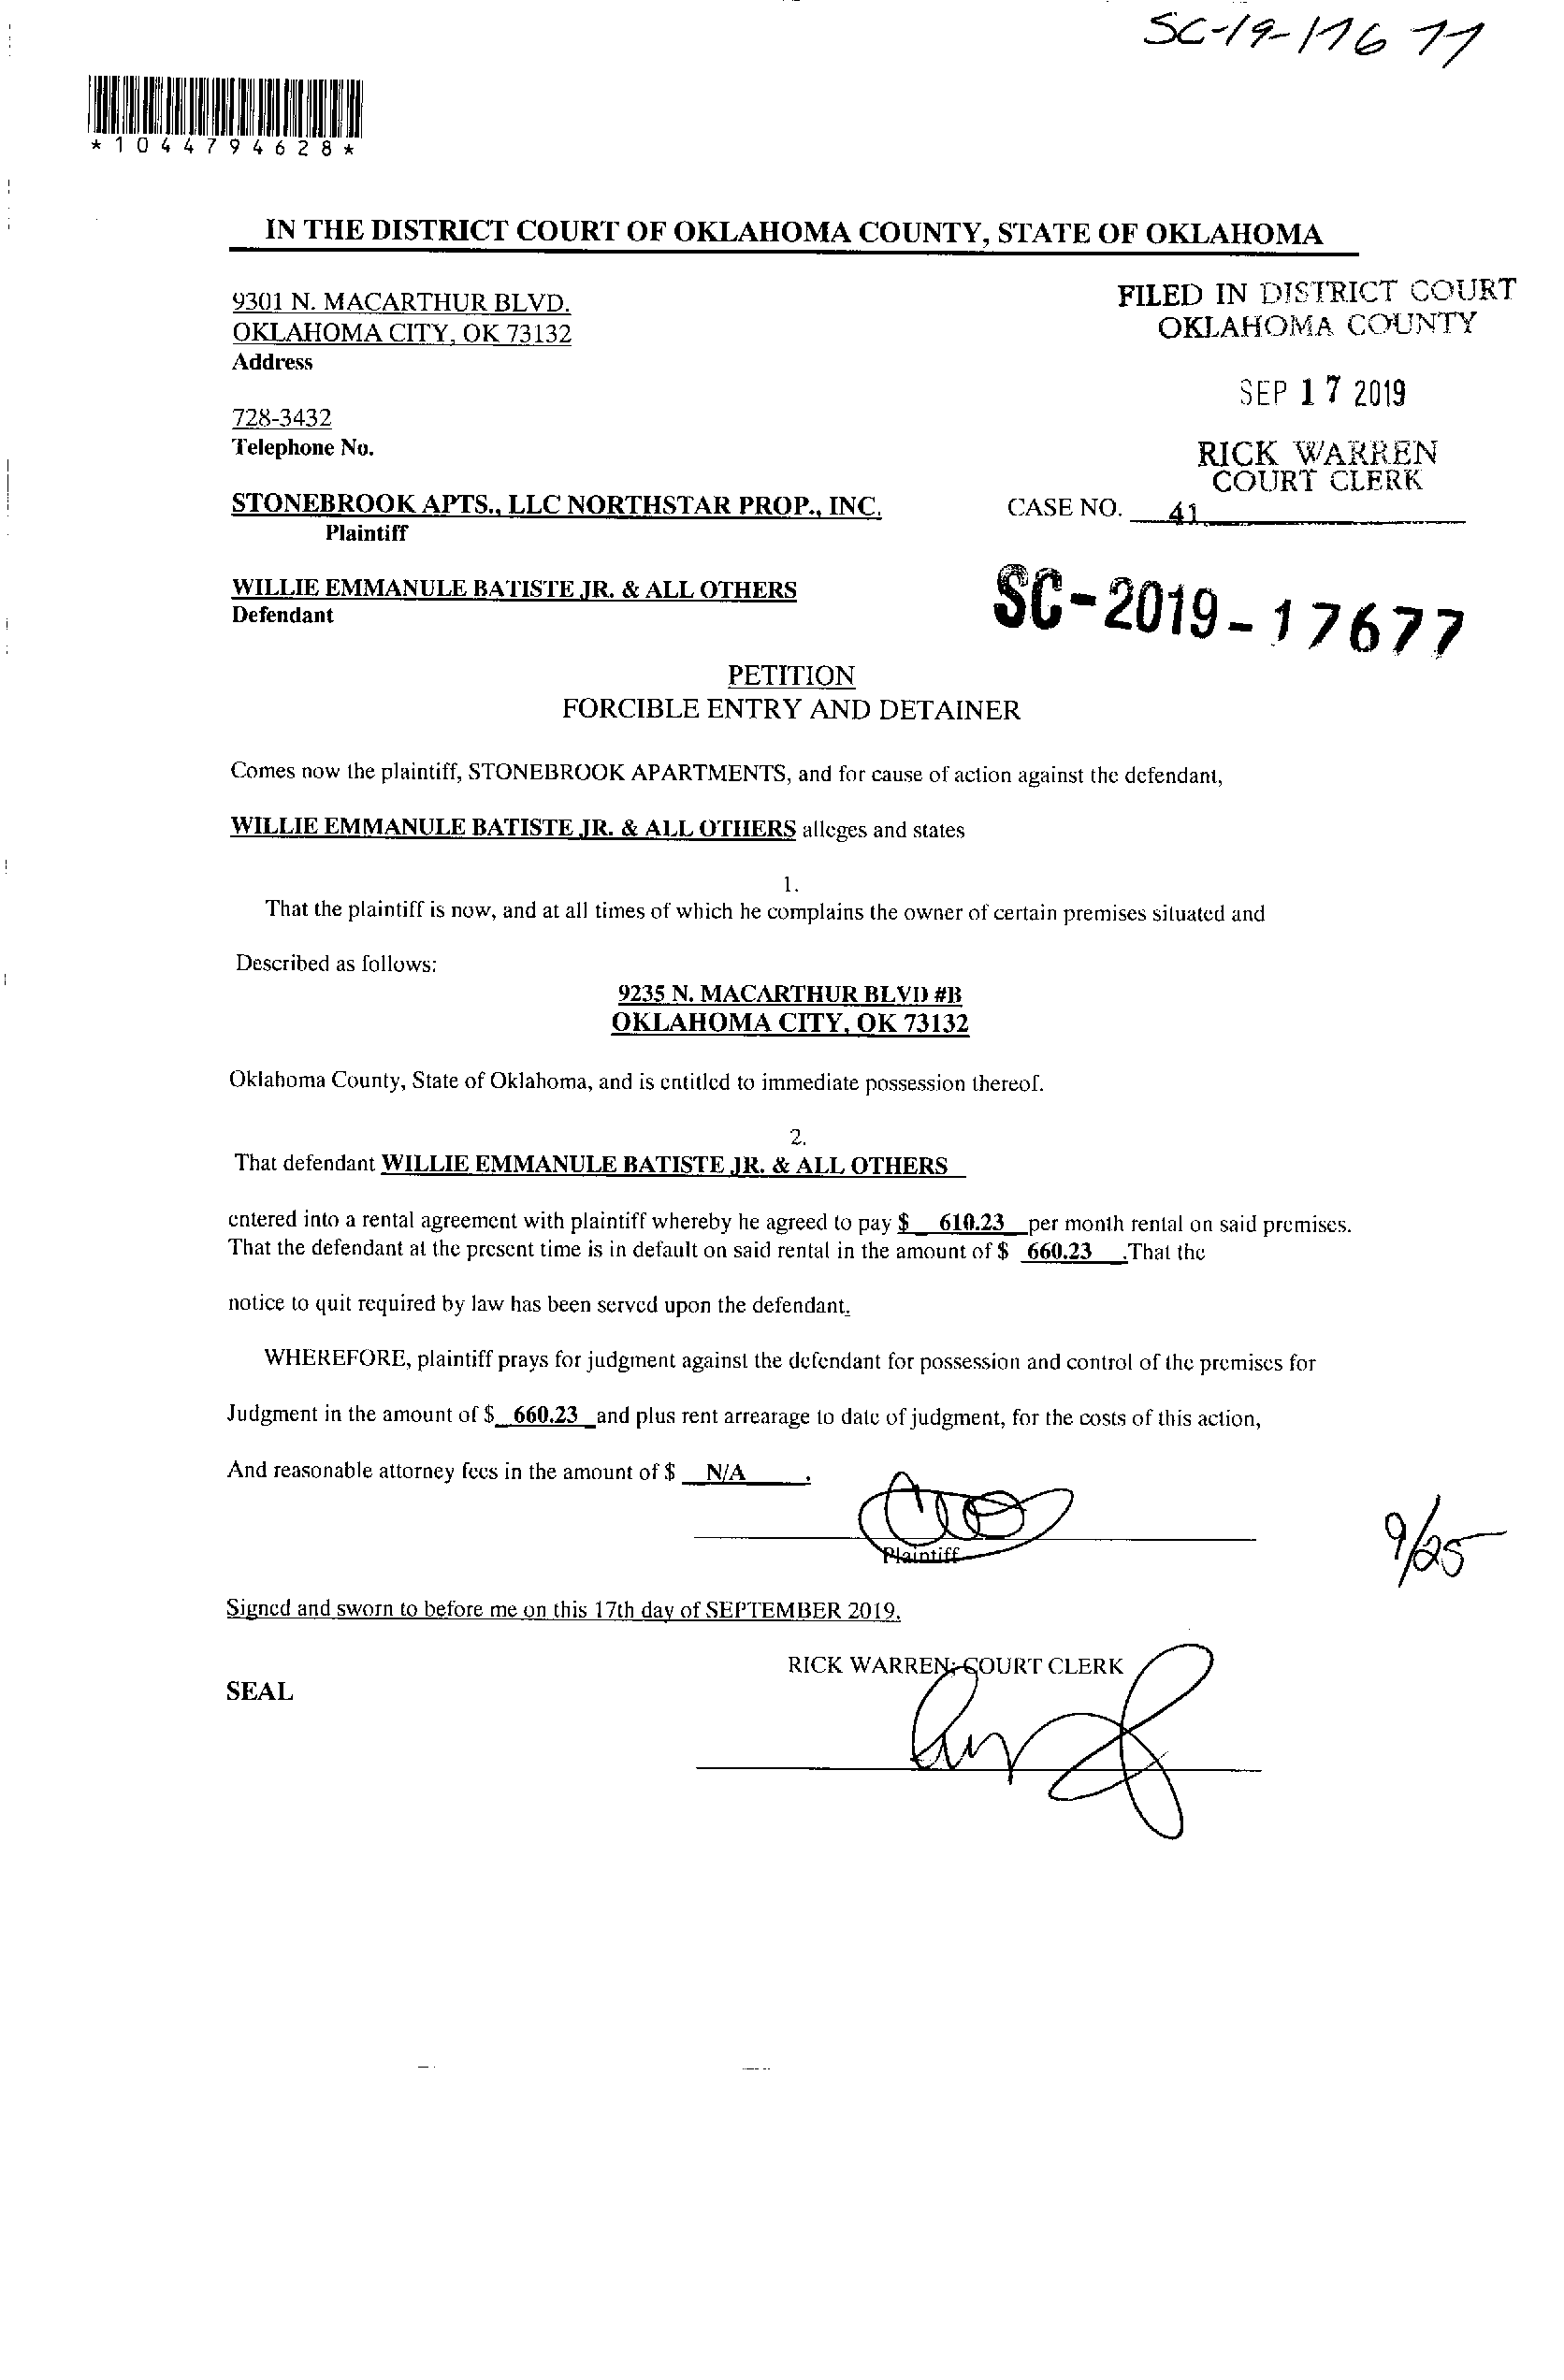 SC-19-17677
*1044794628*
IN THE DISTRICT COURT OF OKLAHOMA COUNTY, STATE OF OKLAHOMA
9301 N. MACARTHUR BLVD.
OKLAHOMA CITY, OK 73132
Address
FILED IN DISTRICT COURT
OKLAHOMA COUNTY
SEP 17 2019
728-3432
Telephone No.
RICK WARREN
COURT CLERK
STONEBROOK APTS., LLC NORTHSTAR PROP., INC.
Plaintiff
CASE NO. 41
WILLIE EMMANULE BATISTE JR. & ALL OTHERS
Defendant
SC-2019-17677
PETITION
FORCIBLE ENTRY AND DETAINER
Comes now the plaintiff, STONEBROOK APARTMENTS, and for cause of action against the defendant,
WILLIE EMMANULE BATISTE JR. & ALL OTHERS alleges and states
1.
That the plaintiff is now, and at all times of which he complains the owner of certain premises situated and
Described as follows:
9235 N. MACARTHUR BLVD #B
OKLAHOMA CITY, OK 73132
Oklahoma County, State of Oklahoma, and is entitled to immediate possession thereof.
2.
That defendant WILLIE EMMANULE BATISTE JR. & ALL OTHERS
entered into a rental agreement with plaintiff whereby he agreed to pay $ 610.23 per month rental on said premises.
That the defendant at the present time is in default on said rental in the amount of $ 660.23 .That the
notice to quit required by law has been served upon the defendant.
WHEREFORE, plaintiff prays for judgment against the defendant for possession and control of the premises for
Judgment in the amount of $ 660.23 and plus rent arrearage to date of judgment, for the costs of this action,
And reasonable attorney fees in the amount of $ N/A .
Plaintiff
9/25
Signed and sworn to before me on this 17th day of SEPTEMBER 2019.
RICK WARREN, COURT CLERK
SEAL